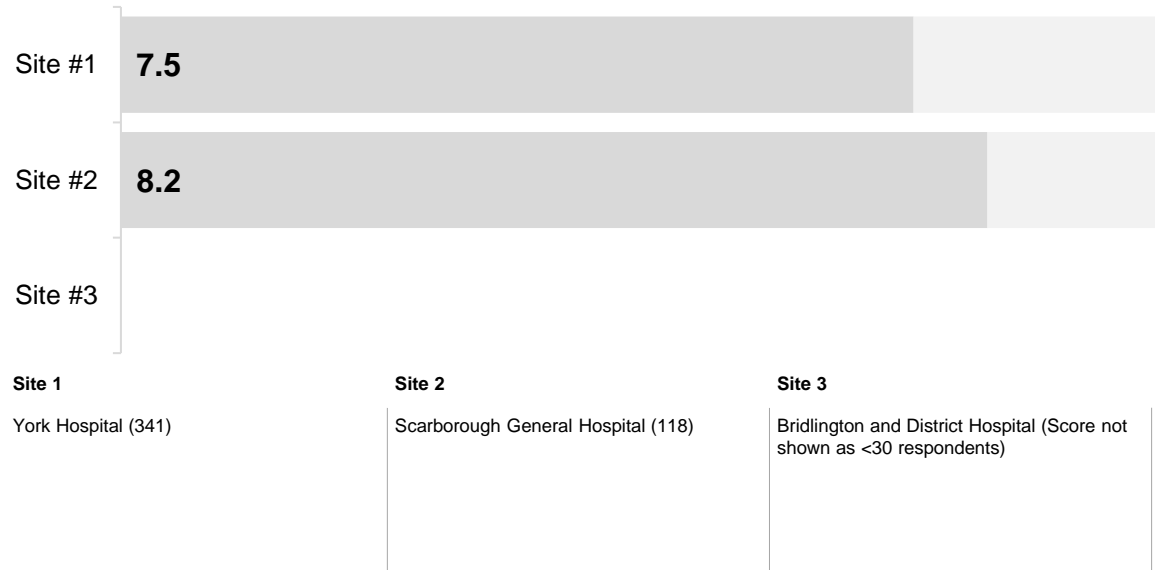 Site #1
7.5
Site #2
8.2
Site #3
Site 1
Site 2
Site 3
York Hospital (341)
Scarborough General Hospital (118)
Bridlington and District Hospital (Score not
shown as <30 respondents)